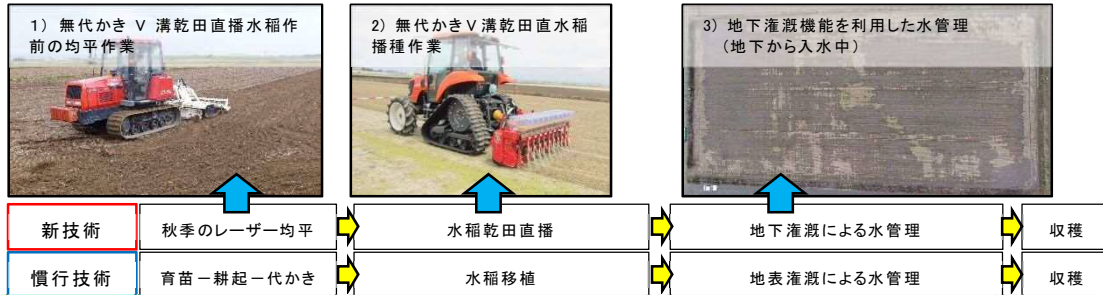 1) 無代かき V 溝乾田直播水稲作
前の均平作業
2) 無代かきV溝乾田直水稲
播種作業
3) 地下潅漑機能を利用した水管理
(地下から入水中)
新技術
秋季のレーザー均平
水稲乾田直播
地下潅漑による水管理
収穫
慣行技術
育苗－耕起－代かき
水稲移植
地表潅漑による水管理
収穫